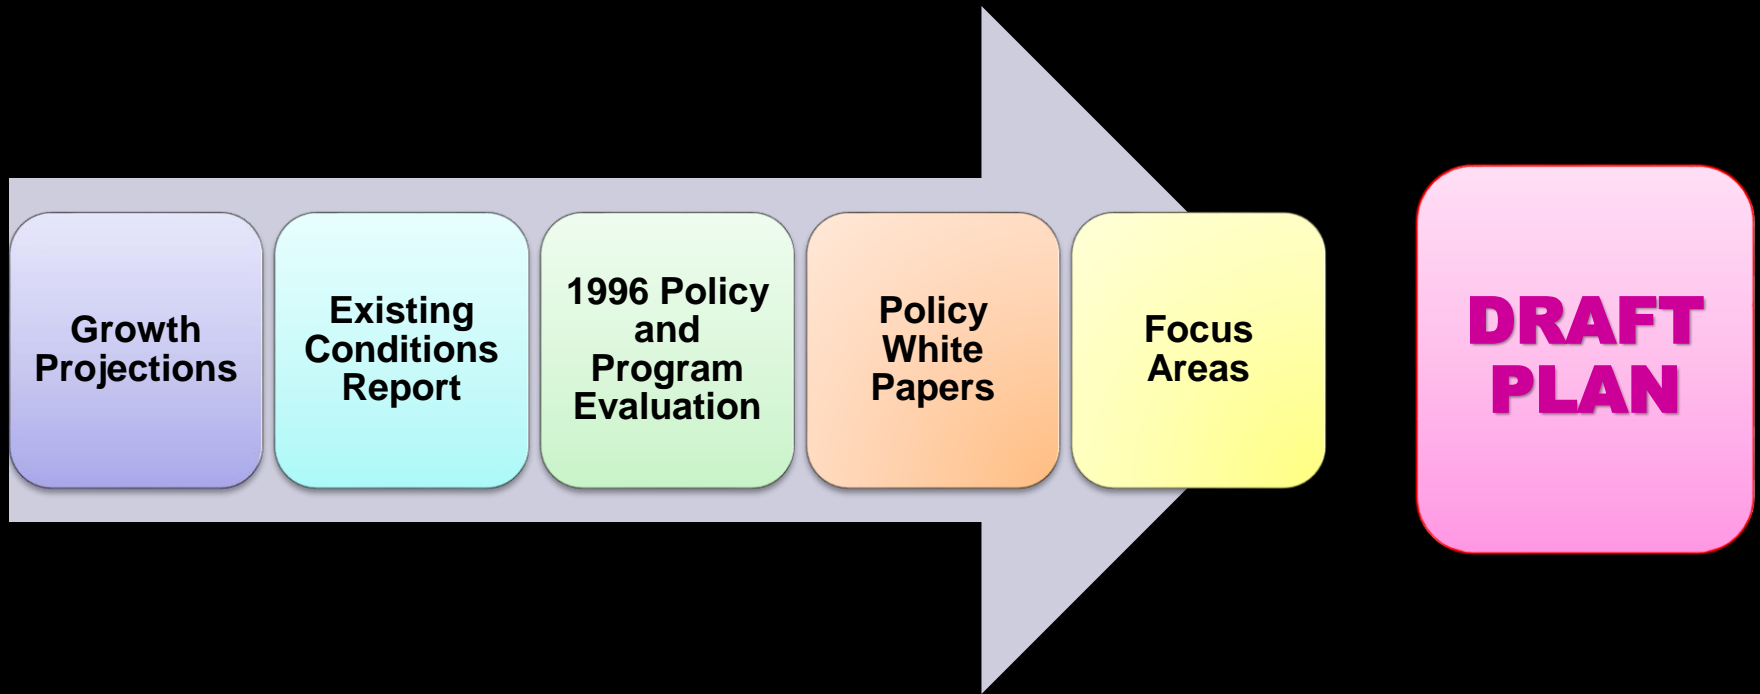 Growth
Projections
Existing
Conditions
Report
1996 Policy
and
Program
Evaluation
Policy
White
Papers
Focus
Areas
DRAFT
PLAN